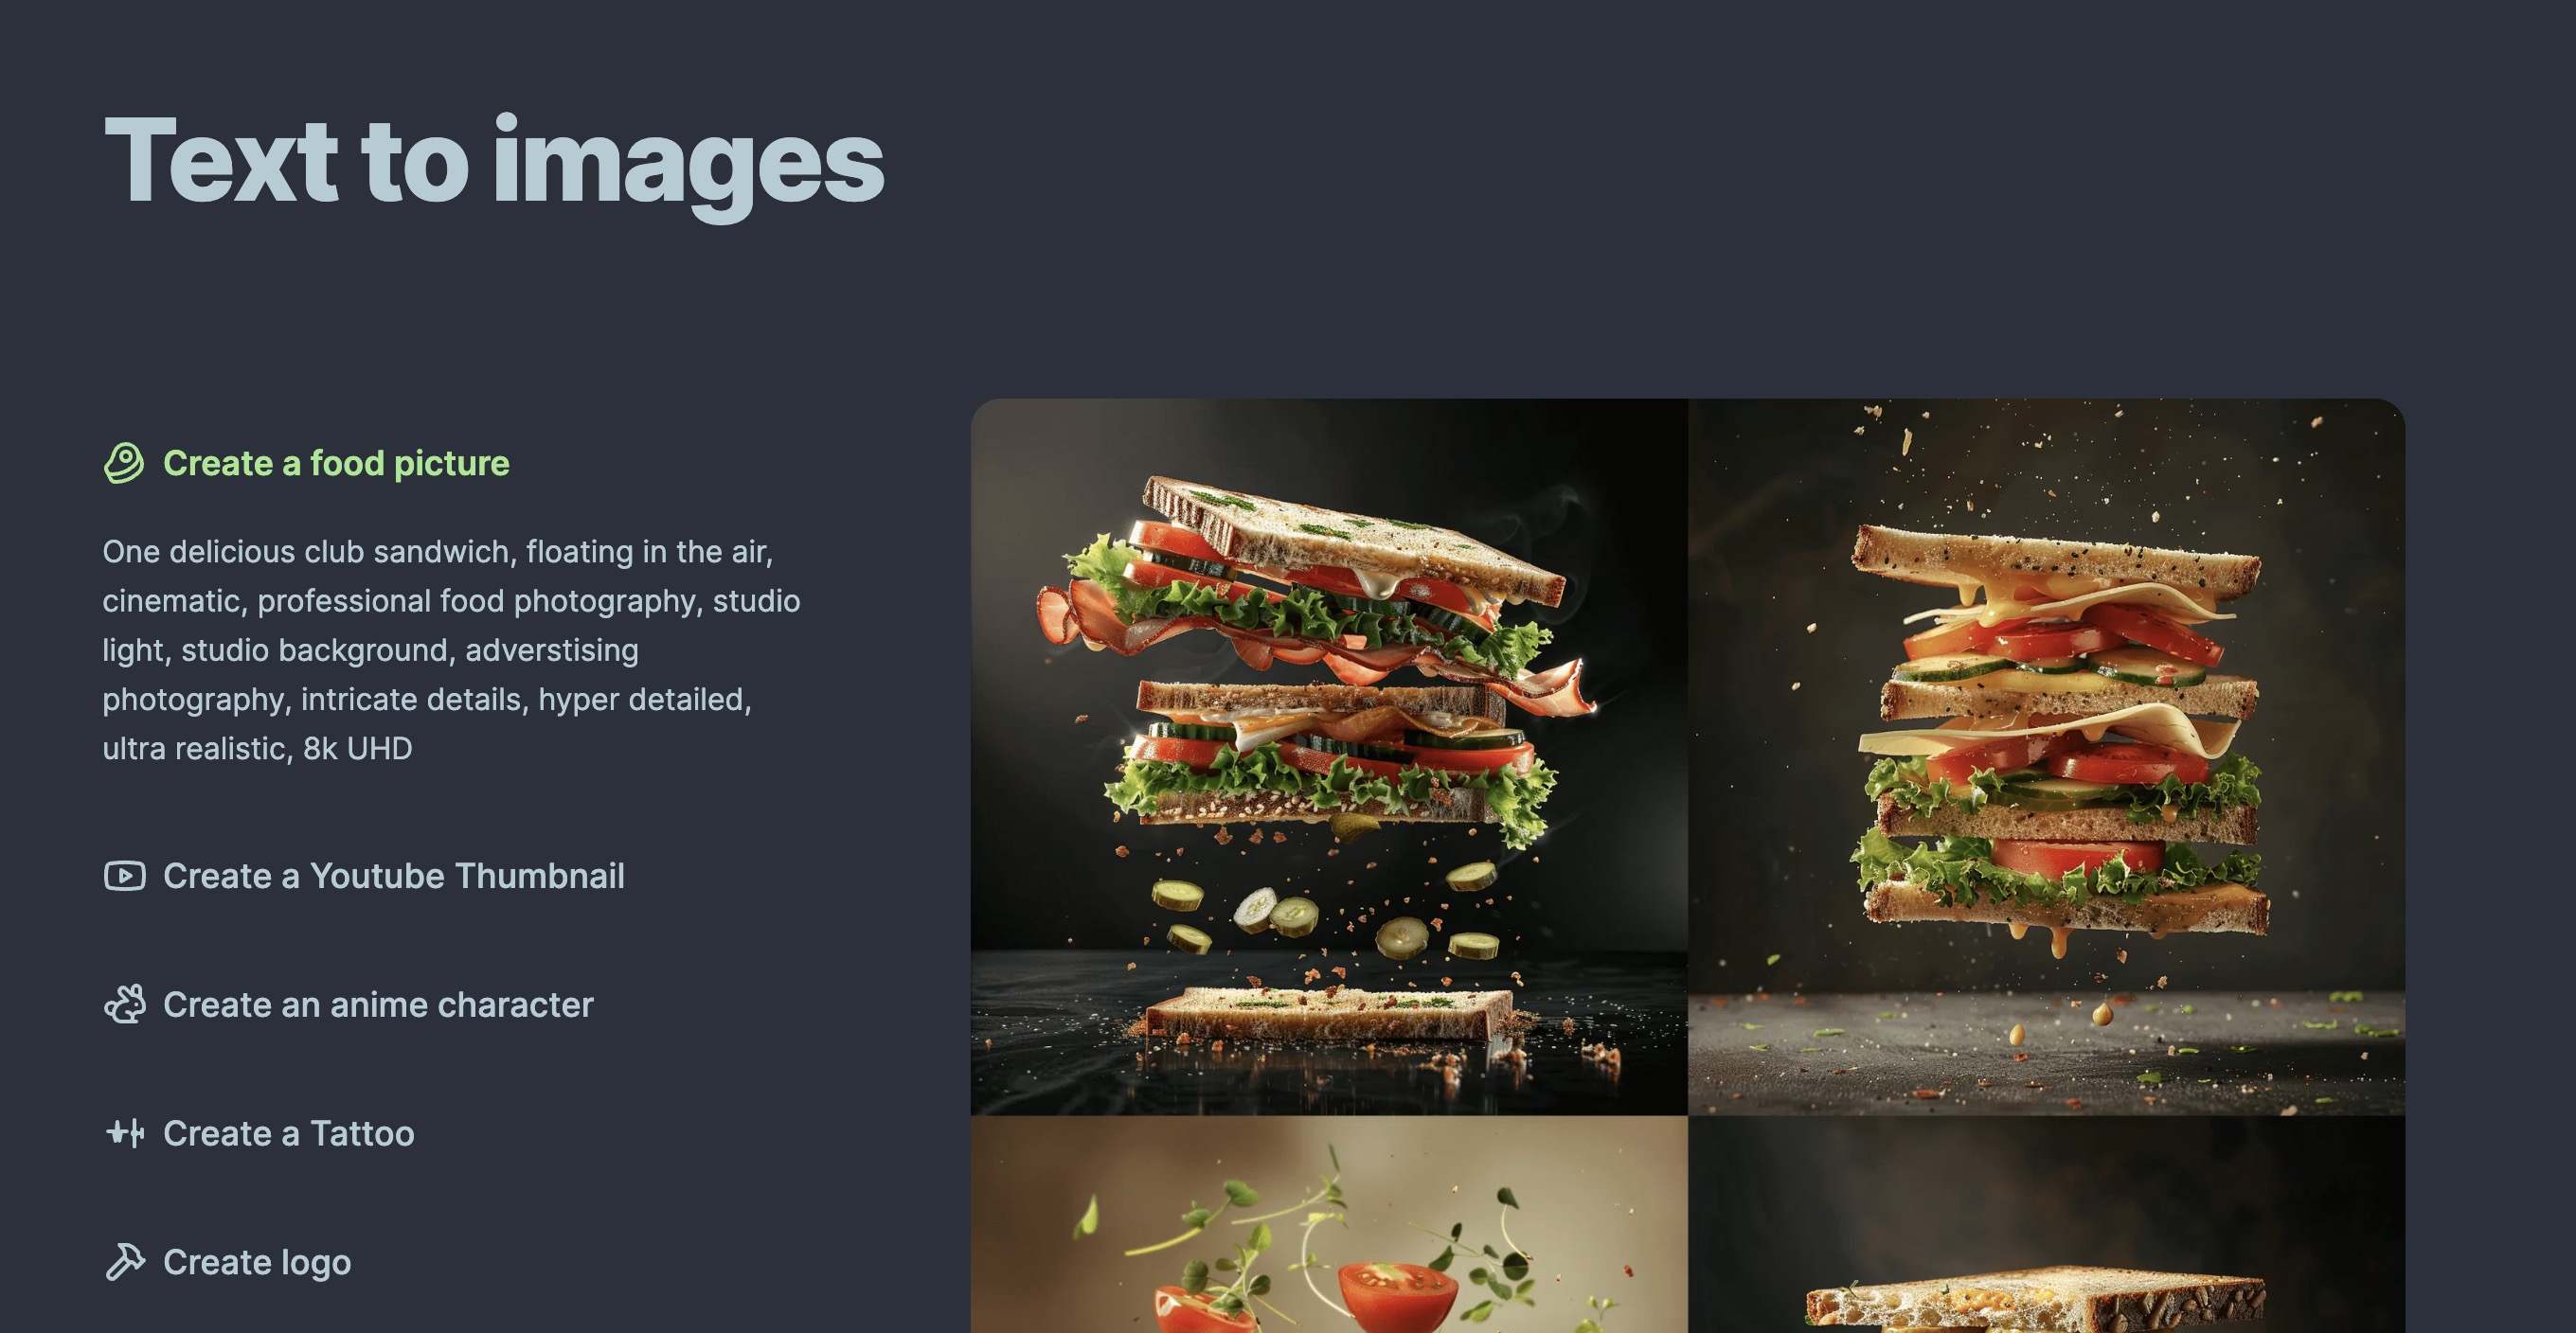 Text to images
Create a food picture
One delicious club sandwich, floating in the air,
cinematic, professional food photography, studio
light, studio background, adverstising
photography, intricate details, hyper detailed,
ultra realistic, 8k UHD
Create a Youtube Thumbnail
Create an anime character
Create a Tattoo
Create logo